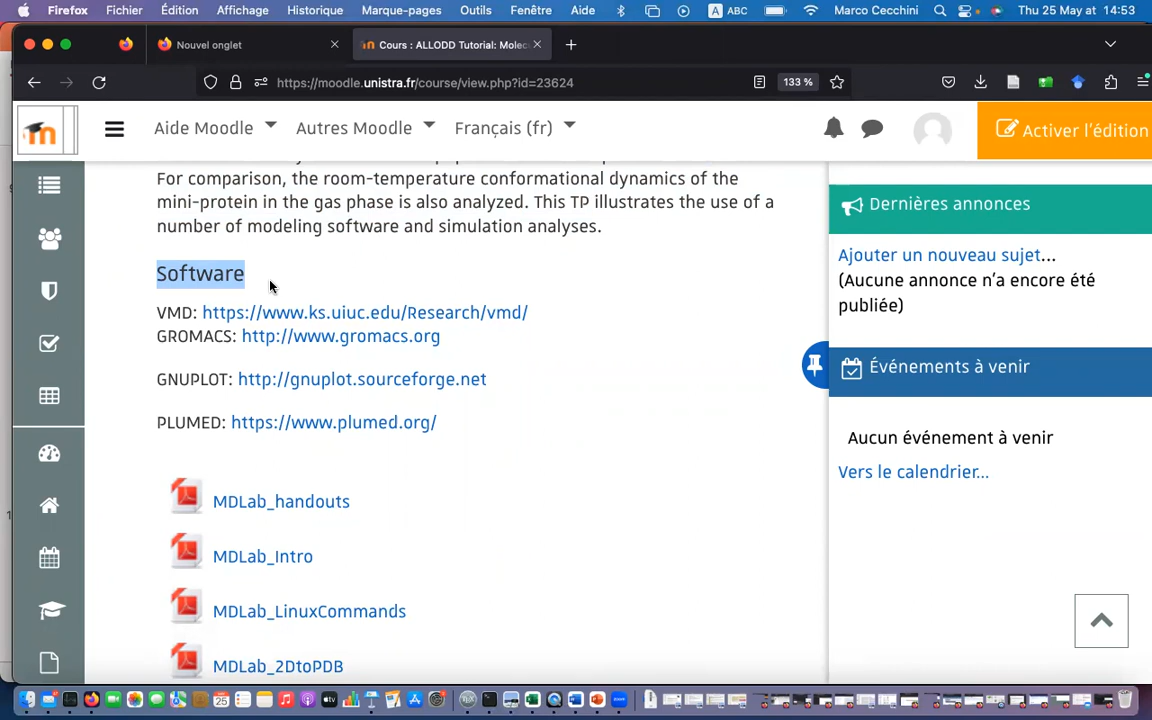 Firefox Fichier Édition Affichage Historique Marque-pages Outils Fenêtre Aide A ABC Marco Cecchini Thu 25 May at 14:53
Nouvel onglet
Cours : ALLODD Tutorial: Molec
https://moodle.unistra.fr/course/view.php?id=23624
133 %
Aide Moodle Autres Moodle Français (fr)
Activer l'édition
For comparison, the room-temperature conformational dynamics of the
mini-protein in the gas phase is also analyzed. This TP illustrates the use of a
number of modeling software and simulation analyses.
Software
VMD: https://www.ks.uiuc.edu/Research/vmd/
GROMACS: http://www.gromacs.org
GNUPLOT: http://gnuplot.sourceforge.net
PLUMED: https://www.plumed.org/
MDLab_handouts
MDLab_Intro
MDLab_LinuxCommands
MDLab_2DtoPDB
Dernières annonces
Ajouter un nouveau sujet...
(Aucune annonce n'a encore été
publiée)
Événements à venir
Aucun événement à venir
Vers le calendrier...